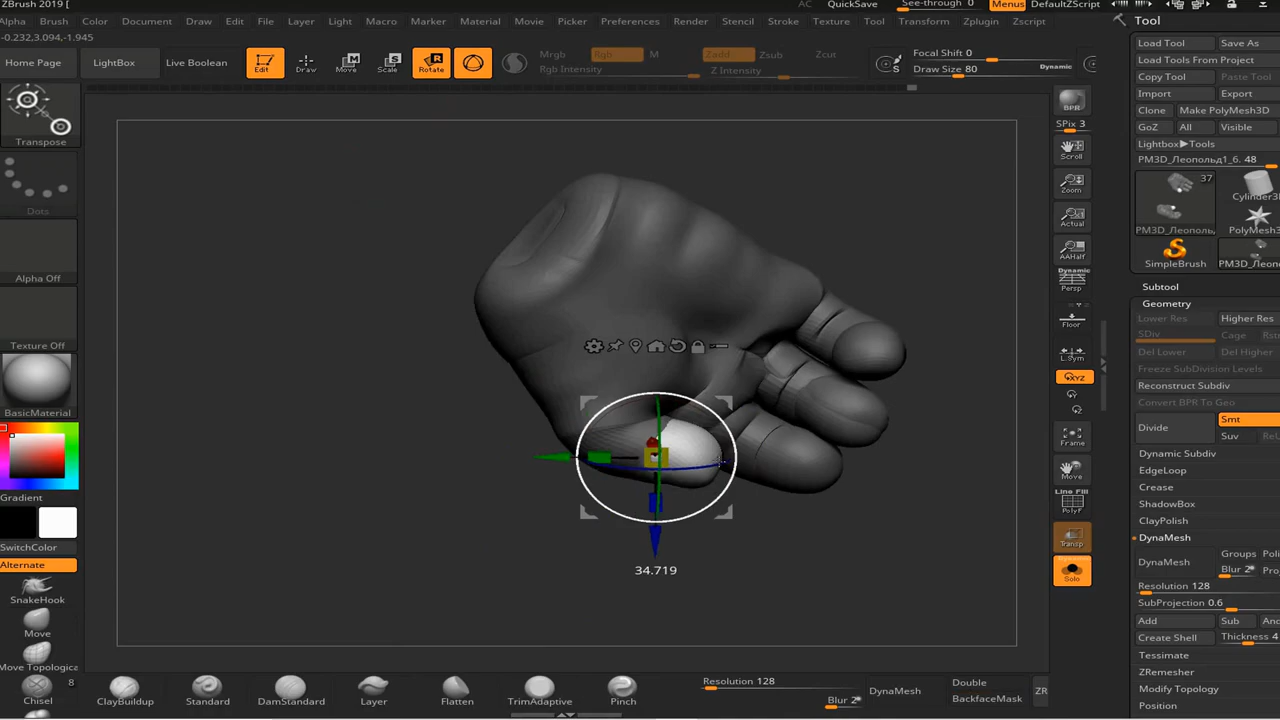 ZBrush 2019 [
AC QuickSave See-through 0 Menus DefaultZScript
Alpha Brush Color Document Draw Edit File Layer Light Macro Marker Material Movie Picker Preferences Render Stencil Stroke Texture Tool Transform Zplugin Zscript
-0.232,3.094,-1.945
Home Page LightBox Live Boolean Edit Draw Move Scale Rotate
Mrgb Rgb M Zadd Zsub Zcut
Rgb Intensity Z Intensity
Focal Shift 0
Draw Size 80 Dynamic
Transpose
Dots
Alpha Off
Texture Off
BasicMaterial
Gradient
SwitchColor
Alternate
SnakeHook
Move
Move Topologica
8
Chisel
ClayBuildup Standard DamStandard Layer Flatten TrimAdaptive Pinch
Resolution 128
Blur 2
DynaMesh
Double
BackfaceMask
ZR
34.719
BPR
SPix 3
Scroll
Zoom
Actual
AAHalf
Dynamic
Persp
Floor
L.Sym
XYZ
Frame
Move
Line Fill
PolyF
Transp
Solo
Tool
Load Tool Save As
Load Tools From Project
Copy Tool Paste Tool
Import Export
Clone Make PolyMesh3D
GoZ All Visible
Lightbox▶Tools
PM3D_Леопольд1_6. 48
37
Cylinder3
PM3D_Леополь, PolyMesh3
SimpleBrush PM3D_Леоп
Subtool
Geometry
Lower Res Higher Res
SDiv Cage Rstr
Del Lower Del Higher
Freeze SubDivision Levels
Reconstruct Subdiv
Convert BPR To Geo
Divide Smt
Suv
Dynamic Subdiv
EdgeLoop
Crease
ShadowBox
ClayPolish
DynaMesh
DynaMesh Groups Poli
Blur 2 Pro
Resolution 128
SubProjection 0.6
Add Sub And
Create Shell Thickness 4
Tessimate
ZRemesher
Modify Topology
Position